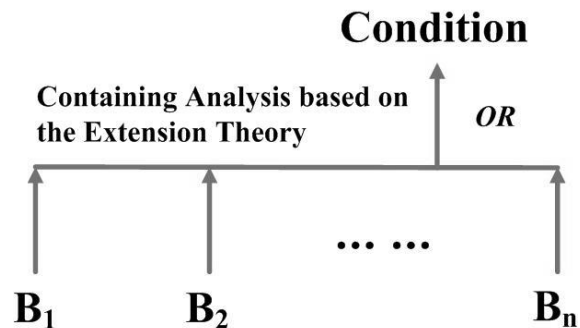 Condition
Containing Analysis based on
the Extension Theory
OR
... ...
B₁ B₂ Bₙ